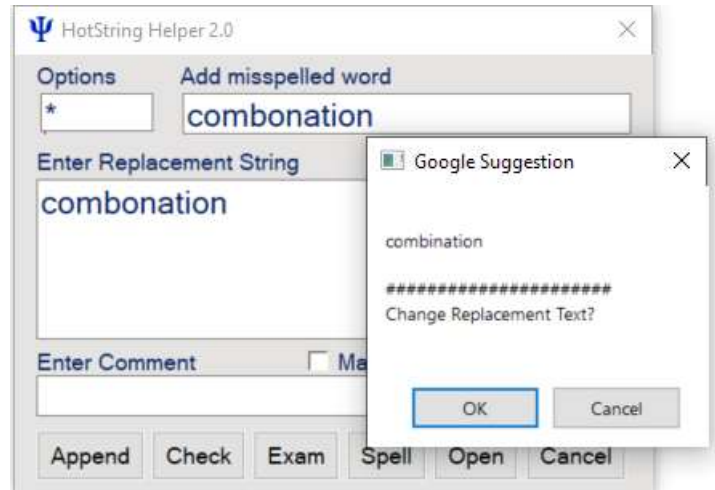 HotString Helper 2.0
Options Add misspelled word
* combonation
Enter Replacement String
combonation
Enter Comment Ma
Append Check Exam Spell Open Cancel
Google Suggestion
combination
######################
Change Replacement Text?
OK Cancel